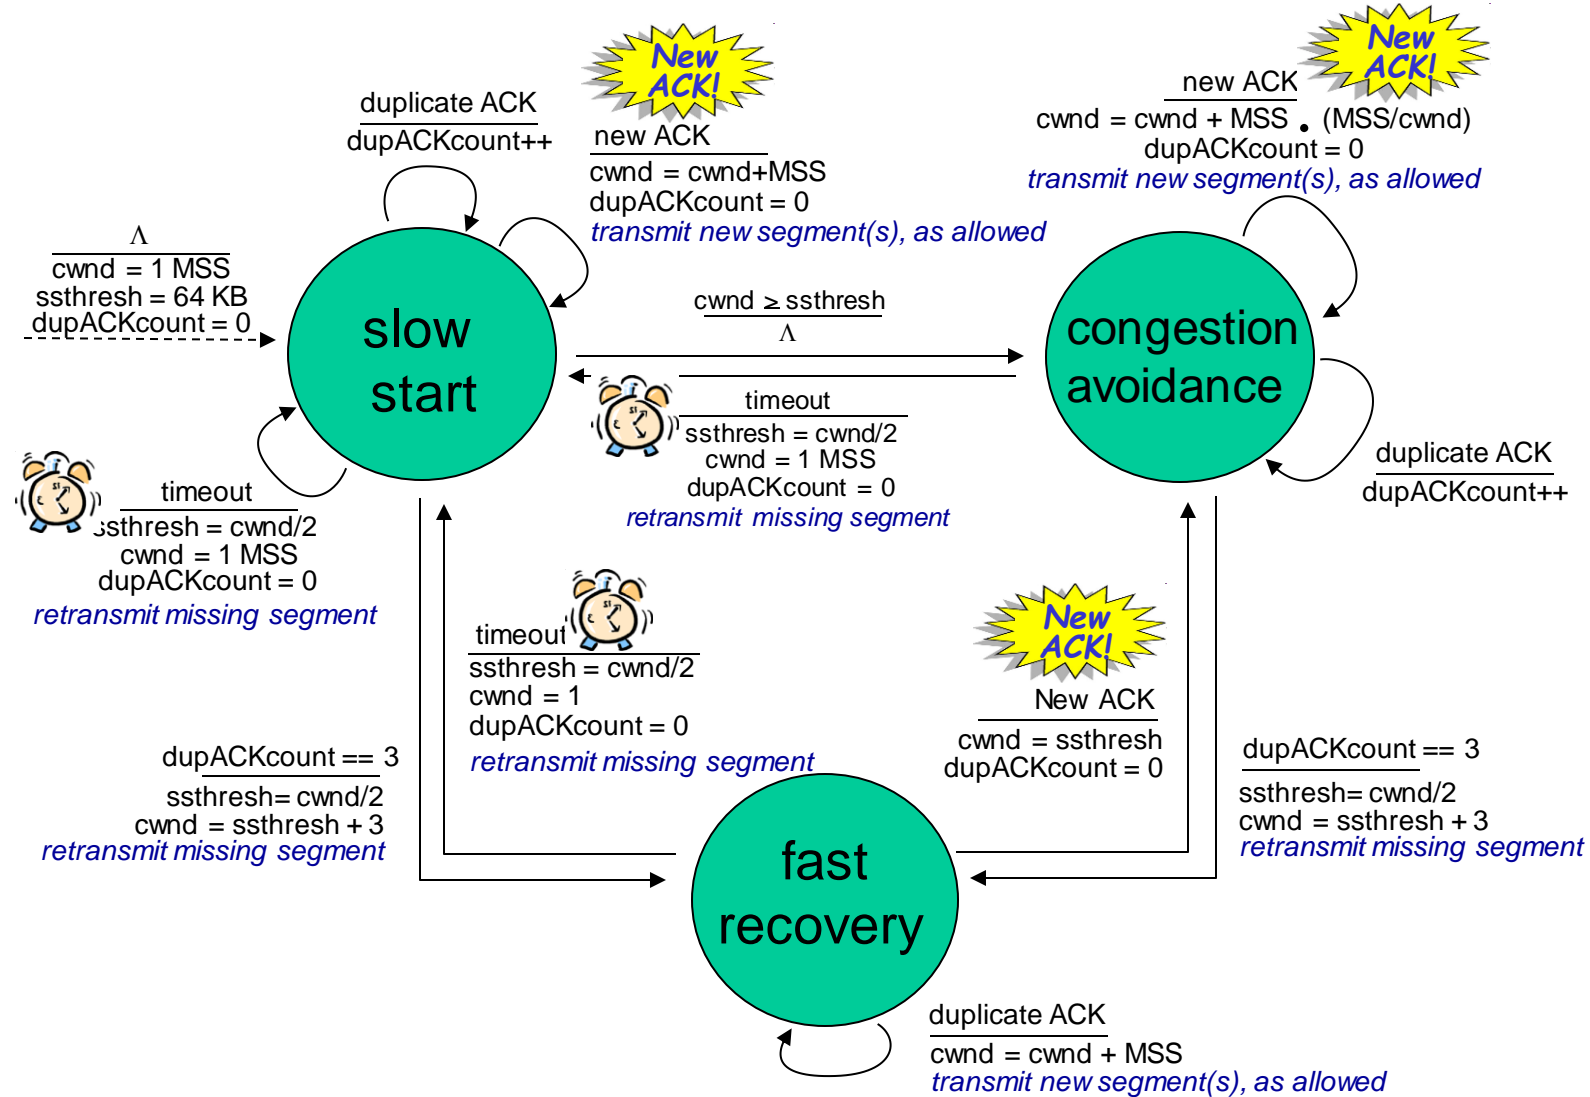 New
ACK!
duplicate ACK
dupACKcount++
new ACK
cwnd = cwnd+MSS
dupACKcount = 0
transmit new segment(s), as allowed
New
ACK!
new ACK
cwnd = cwnd + MSS • (MSS/cwnd)
dupACKcount = 0
transmit new segment(s), as allowed
Λ
cwnd = 1 MSS
ssthresh = 64 KB
dupACKcount = 0
slow
start
cwnd ≥ ssthresh
Λ
congestion
avoidance
timeout
ssthresh = cwnd/2
cwnd = 1 MSS
dupACKcount = 0
retransmit missing segment
duplicate ACK
dupACKcount++
timeout
ssthresh = cwnd/2
cwnd = 1 MSS
dupACKcount = 0
retransmit missing segment
timeout
ssthresh = cwnd/2
cwnd = 1
dupACKcount = 0
retransmit missing segment
New
ACK!
New ACK
cwnd = ssthresh
dupACKcount = 0
dupACKcount == 3
ssthresh= cwnd/2
cwnd = ssthresh + 3
retransmit missing segment
dupACKcount == 3
ssthresh= cwnd/2
cwnd = ssthresh + 3
retransmit missing segment
fast
recovery
duplicate ACK
cwnd = cwnd + MSS
transmit new segment(s), as allowed